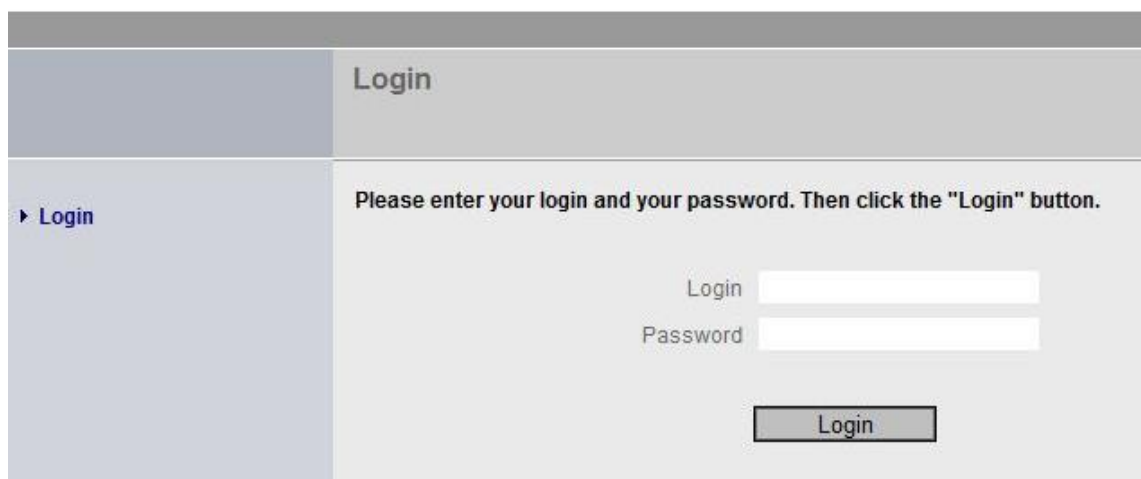 Login
Login
Please enter your login and your password. Then click the "Login" button.
Login
Password
Login